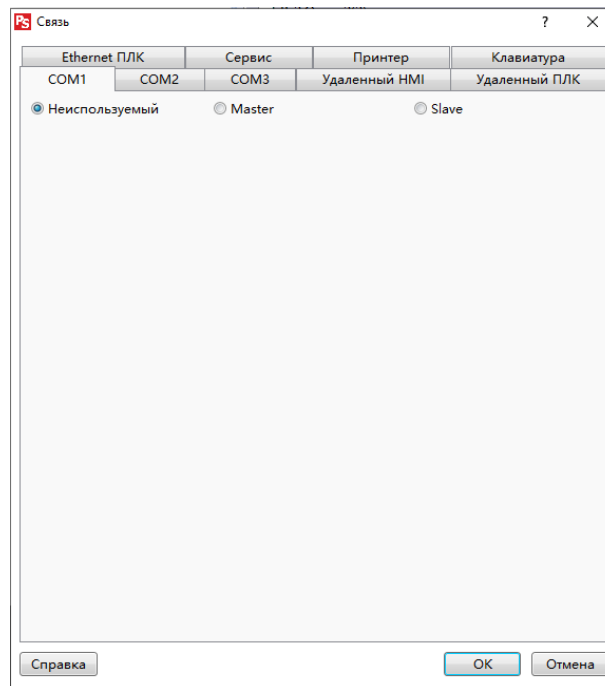 PS Связь ?
Ethernet ПЛК Сервис Принтер Клавиатура
COM1 COM2 COM3 Удаленный HMI Удаленный ПЛК
Неиспользуемый Master Slave
Справка OK Отмена